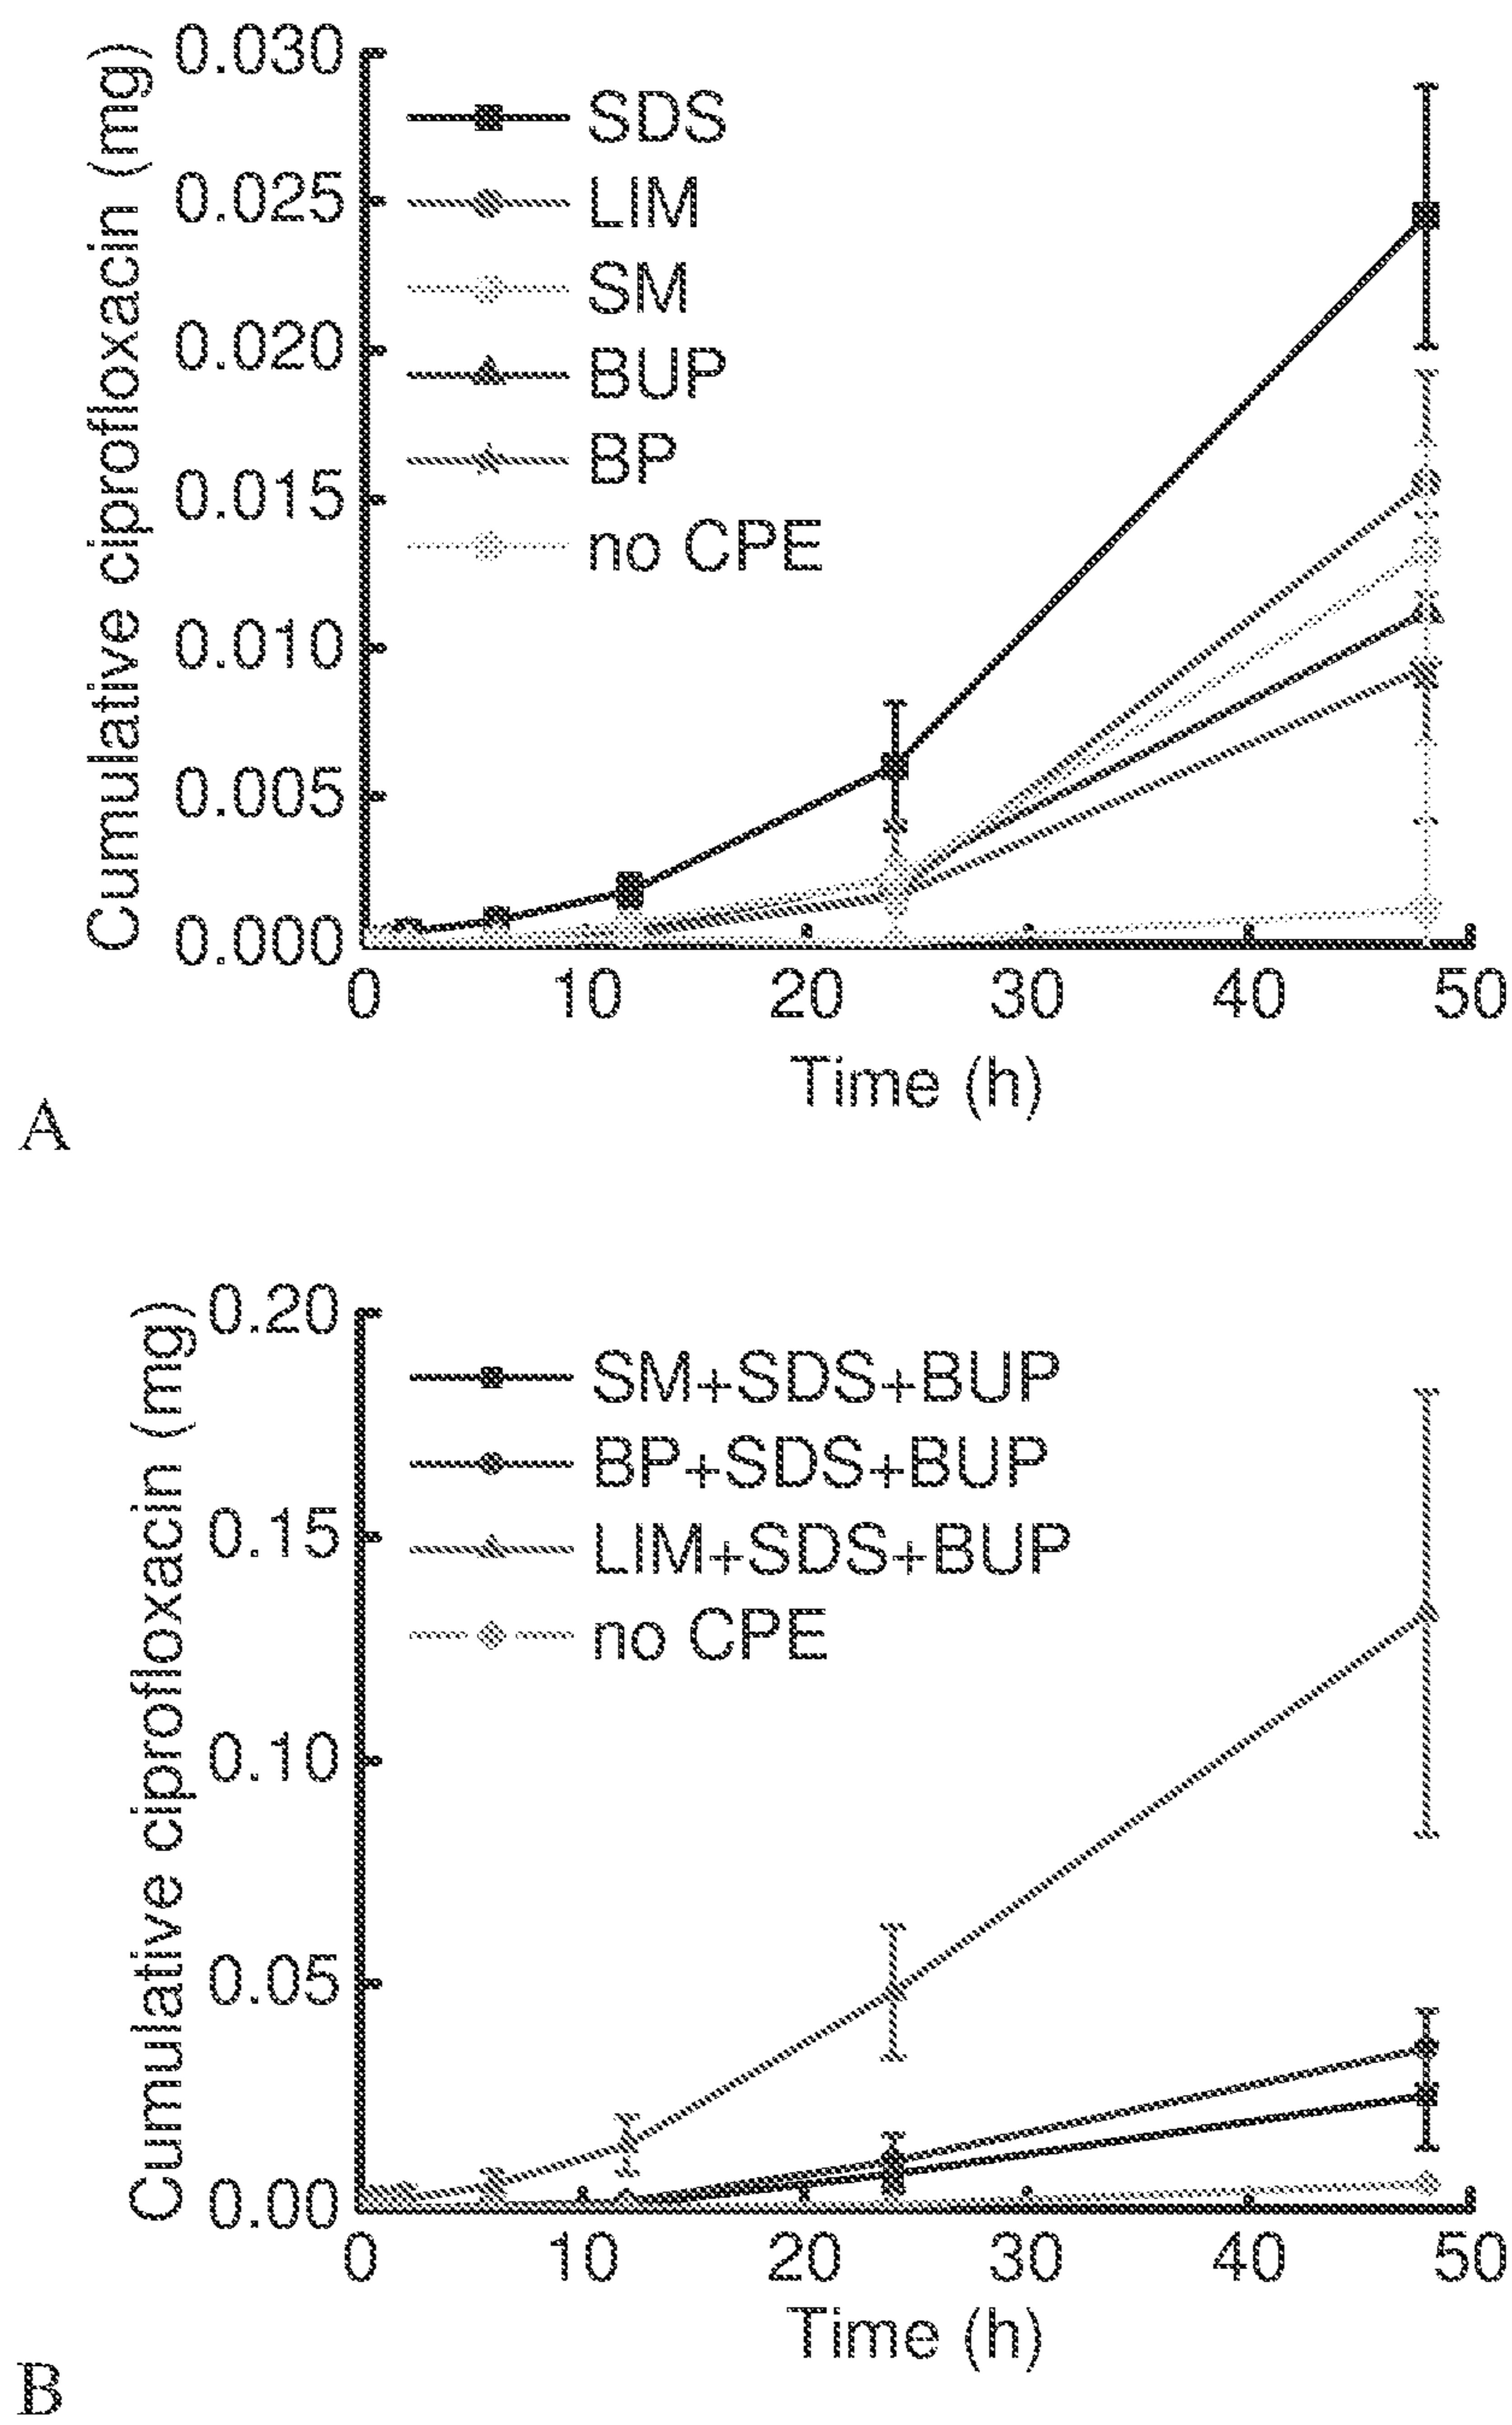 Cumulative ciprofloxacin (mg)
0.030
0.025
0.020
0.015
0.010
0.005
0.000
SDS
LIM
SM
BUP
BP
no CPE
0 10 20 30 40 50
Time (h)
A
Cumulative ciprofloxacin (mg)
0.20
0.15
0.10
0.05
0.00
SM+SDS+BUP
BP+SDS+BUP
LIM+SDS+BUP
no CPE
0 10 20 30 40 50
Time (h)
B